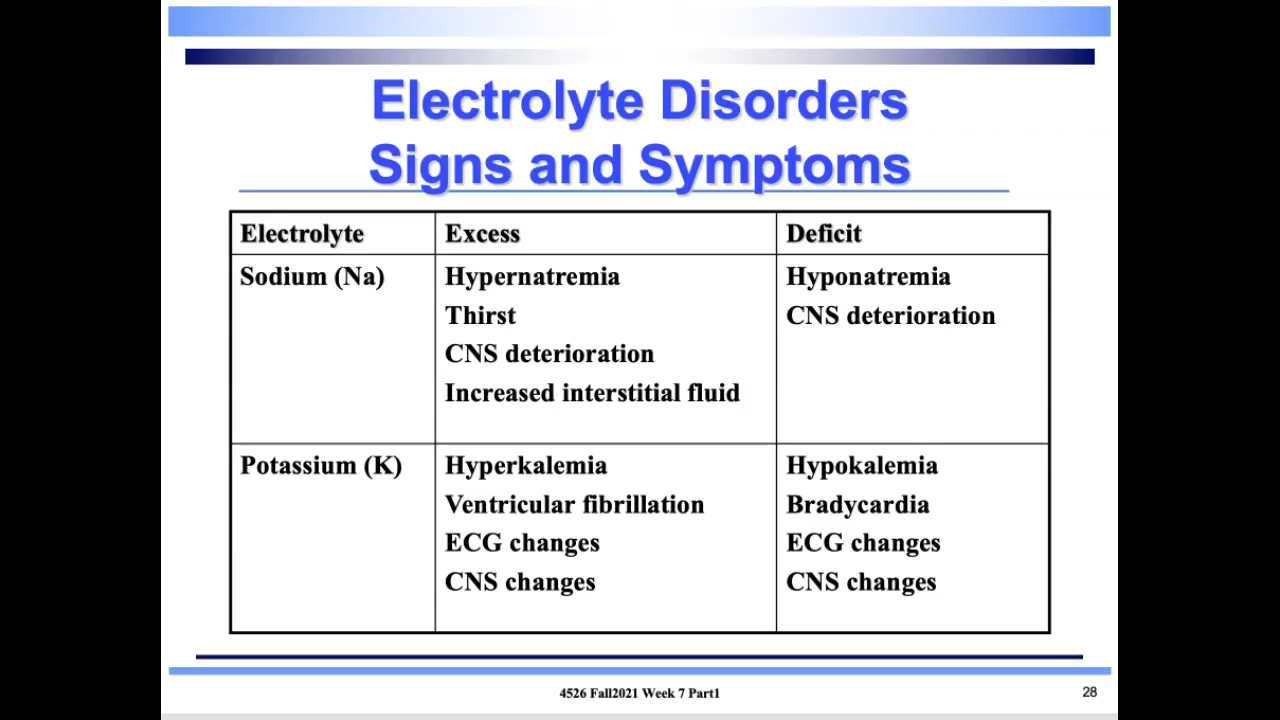 Electrolyte Disorders
Signs and Symptoms
Electrolyte Excess Deficit
Sodium (Na) Hypernatremia Hyponatremia
Thirst CNS deterioration
CNS deterioration
Increased interstitial fluid
Potassium (K) Hyperkalemia Hypokalemia
Ventricular fibrillation Bradycardia
ECG changes ECG changes
CNS changes CNS changes
4526 Fall2021 Week 7 Part1
28